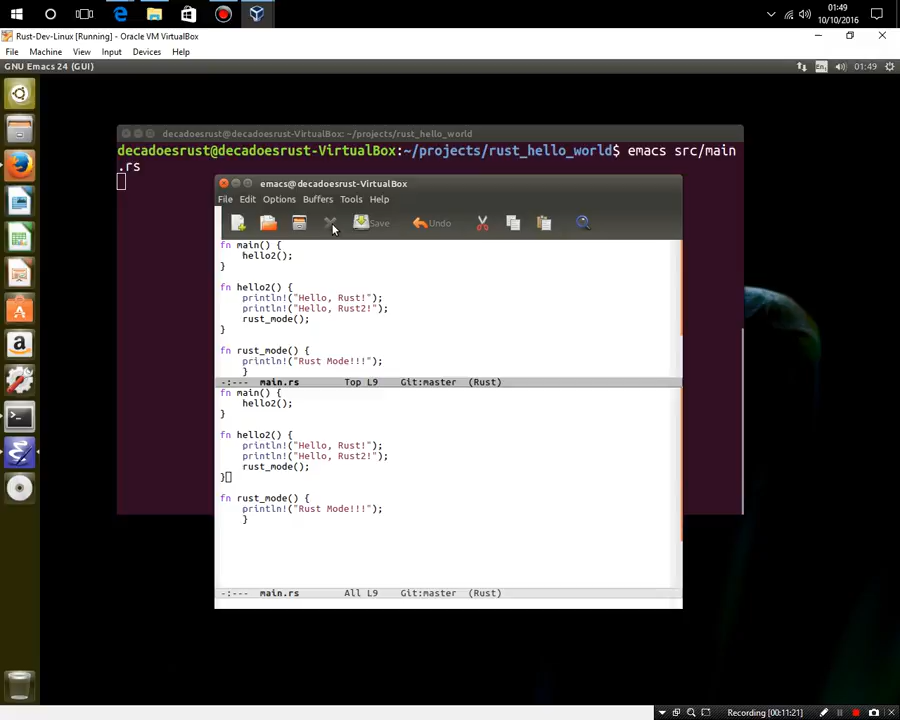 01:49
10/10/2016
Rust-Dev-Linux [Running] - Oracle VM VirtualBox
File Machine View Input Devices Help
GNU Emacs 24 (GUI)
En
01:49
decadoesrust@decadoesrust-VirtualBox: ~/projects/rust_hello_world
decadoesrust@decadoesrust-VirtualBox:~/projects/rust_hello_world$ emacs src/main
.rs
emacs@decadoesrust-VirtualBox
File Edit Options Buffers Tools Help
Save Undo
fn main() {
hello2();
}
fn hello2() {
println!("Hello, Rust!");
println!("Hello, Rust2!");
rust_mode();
}
fn rust_mode() {
println!("Rust Mode!!!");
}
-:--- main.rs Top L9 Git:master (Rust)
fn main() {
hello2();
}
fn hello2() {
println!("Hello, Rust!");
println!("Hello, Rust2!");
rust_mode();
}
fn rust_mode() {
println!("Rust Mode!!!");
}
-:--- main.rs All L9 Git:master (Rust)
Recording [00:11:21]